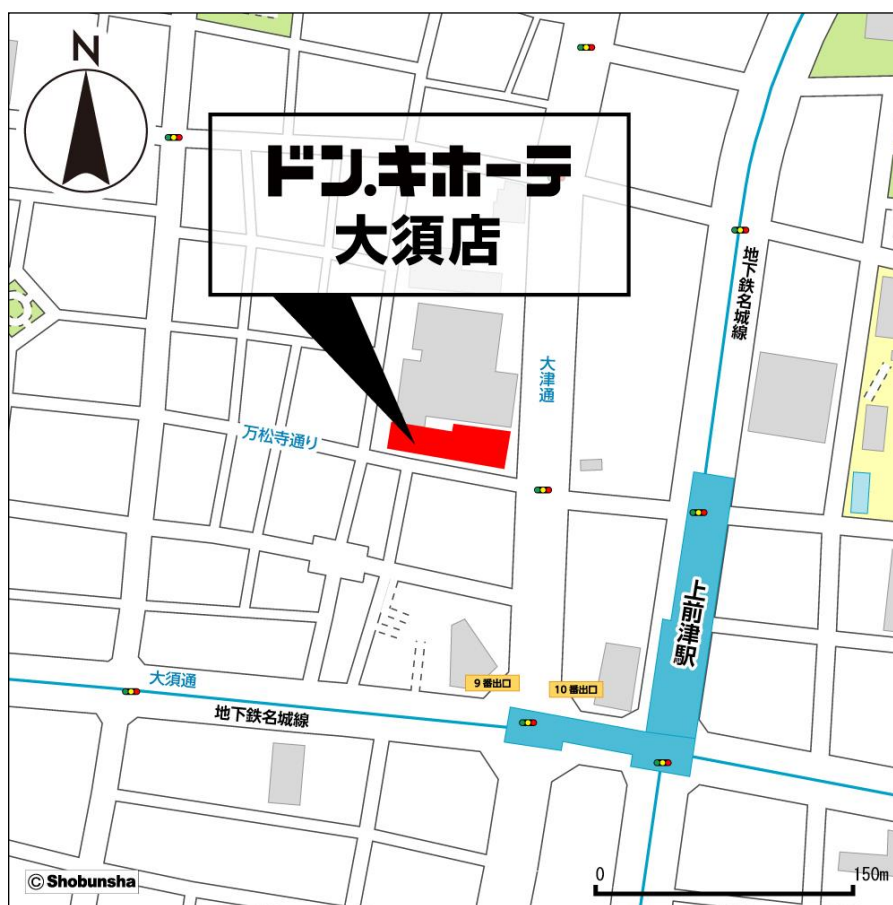 N
ドン.キホーテ
大須店
地下鉄名城線
大津通
万松寺通り
上前津駅
9番出口
10番出口
大須通
地下鉄名城線
© Shobunsha
0
150m